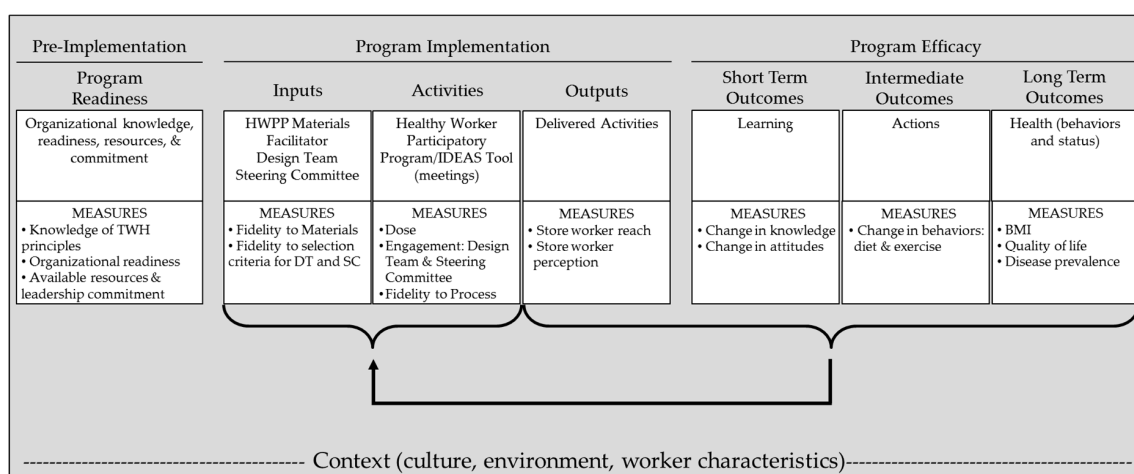 Pre-Implementation
Program Implementation
Program Efficacy
Program
Readiness
Inputs
Activities
Outputs
Short Term
Outcomes
Intermediate
Outcomes
Long Term
Outcomes
Organizational knowledge,
readiness, resources, &
commitment
HWPP Materials
Facilitator
Design Team
Steering Committee
Healthy Worker
Participatory
Program/IDEAS Tool
(meetings)
Delivered Activities
Learning
Actions
Health (behaviors
and status)
MEASURES
• Knowledge of TWH
principles
• Organizational readiness
• Available resources &
leadership commitment
MEASURES
• Fidelity to Materials
• Fidelity to selection
criteria for DT and SC
MEASURES
• Dose
• Engagement: Design
Team & Steering
Committee
• Fidelity to Process
MEASURES
• Store worker reach
• Store worker
perception
MEASURES
• Change in knowledge
• Change in attitudes
MEASURES
• Change in behaviors:
diet & exercise
MEASURES
• BMI
• Quality of life
• Disease prevalence
Context (culture, environment, worker characteristics)